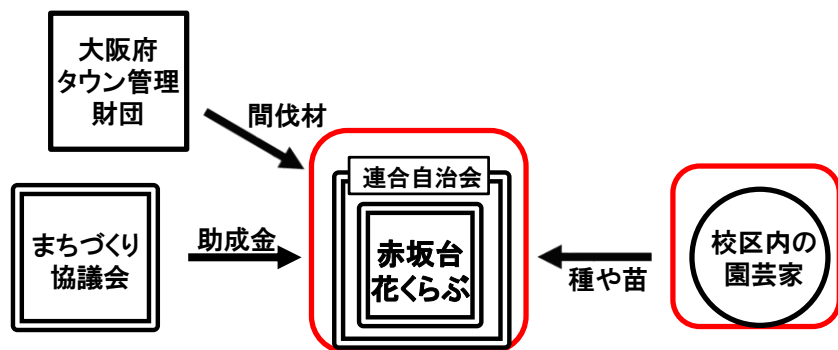 大阪府
タウン管理
財団
間伐材
連合自治会
まちづくり
協議会
助成金
赤坂台
花くらぶ
種や苗
校区内の
園芸家